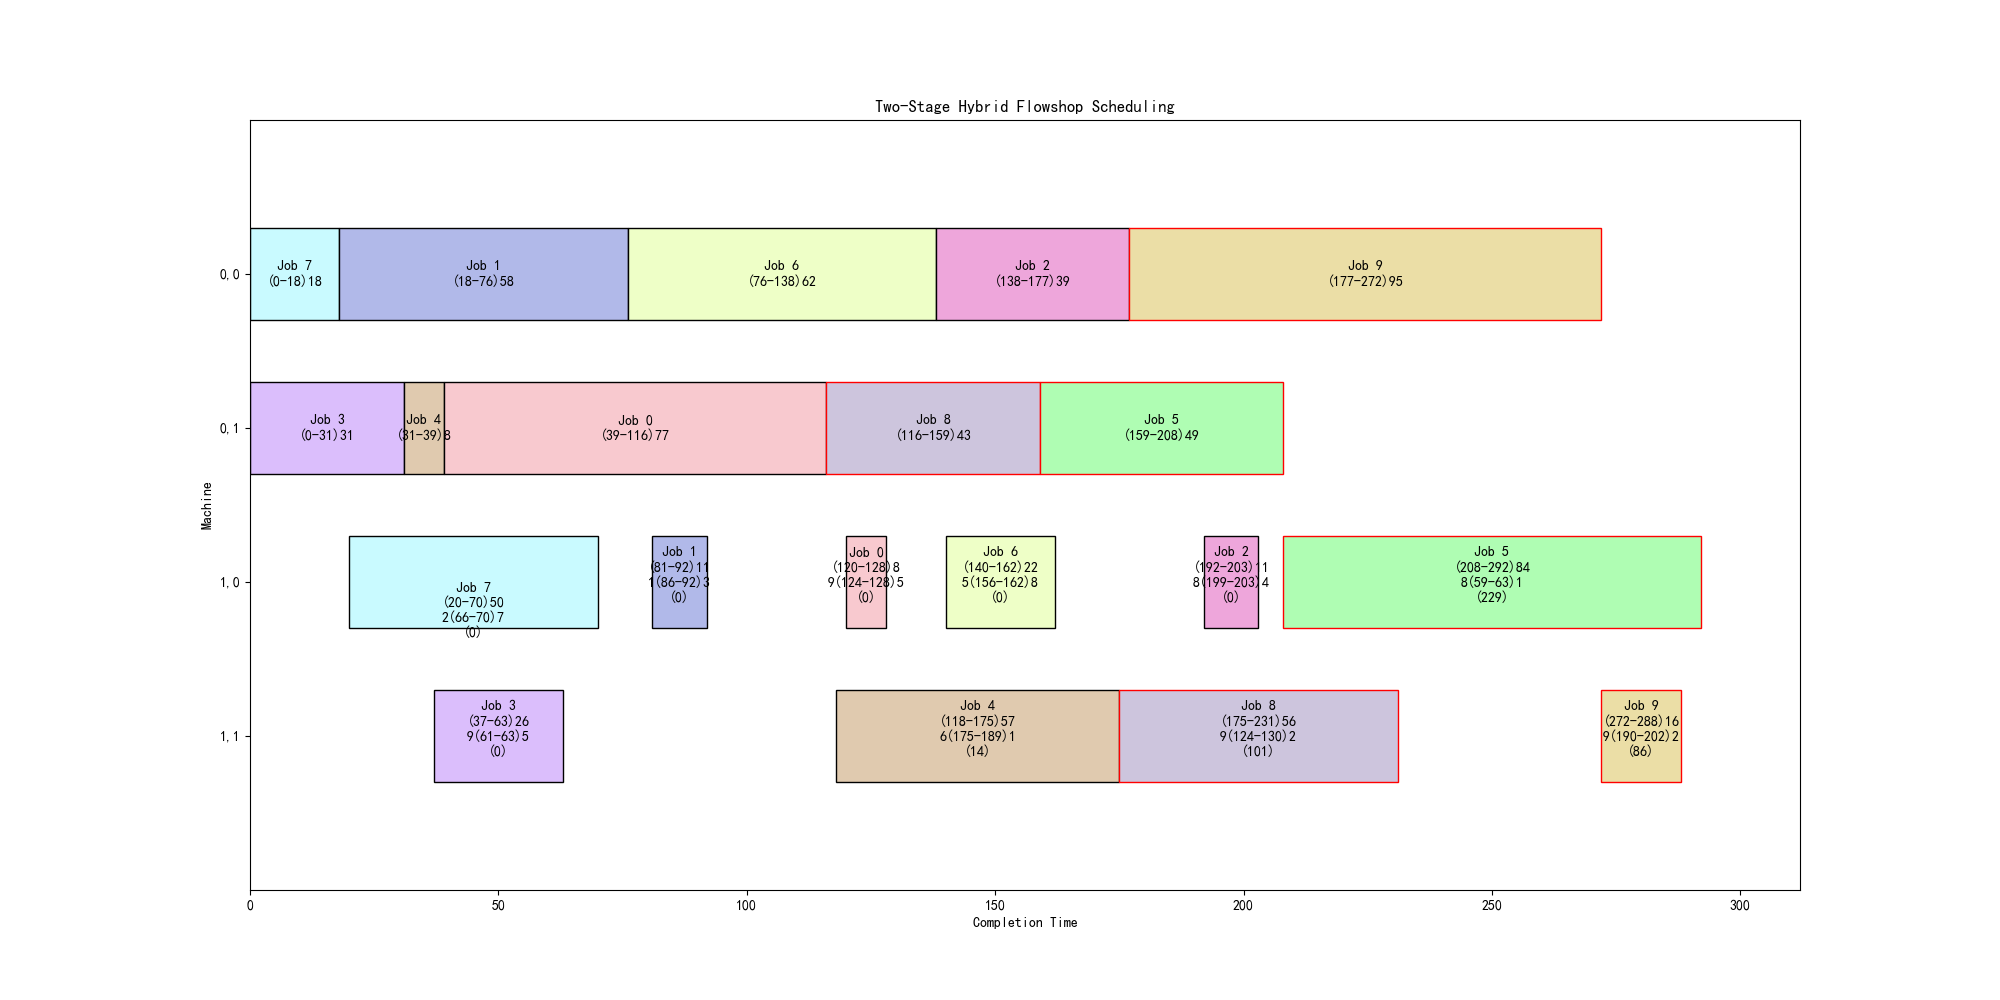 Two-Stage Hybrid Flowshop Scheduling
0,0
Job 7
(0-18)18
Job 1
(18-76)58
Job 6
(76-138)62
Job 2
(138-177)39
Job 9
(177-272)95
0,1
Job 3
(0-31)31
Job 4
(31-39)8
Job 0
(39-116)77
Job 8
(116-159)43
Job 5
(159-208)49
Machine
1,0
Job 7
(20-70)50
2(66-70)7
(0)
Job 1
(81-92)11
1(86-92)3
(0)
Job 0
(120-128)8
9(124-128)5
(0)
Job 6
(140-162)22
5(156-162)8
(0)
Job 2
(192-203)11
8(199-203)4
(0)
Job 5
(208-292)84
8(59-63)1
(229)
1,1
Job 3
(37-63)26
9(61-63)5
(0)
Job 4
(118-175)57
6(175-189)1
(14)
Job 8
(175-231)56
9(124-130)2
(101)
Job 9
(272-288)16
9(190-202)2
(86)
0 50 100 150 200 250 300
Completion Time